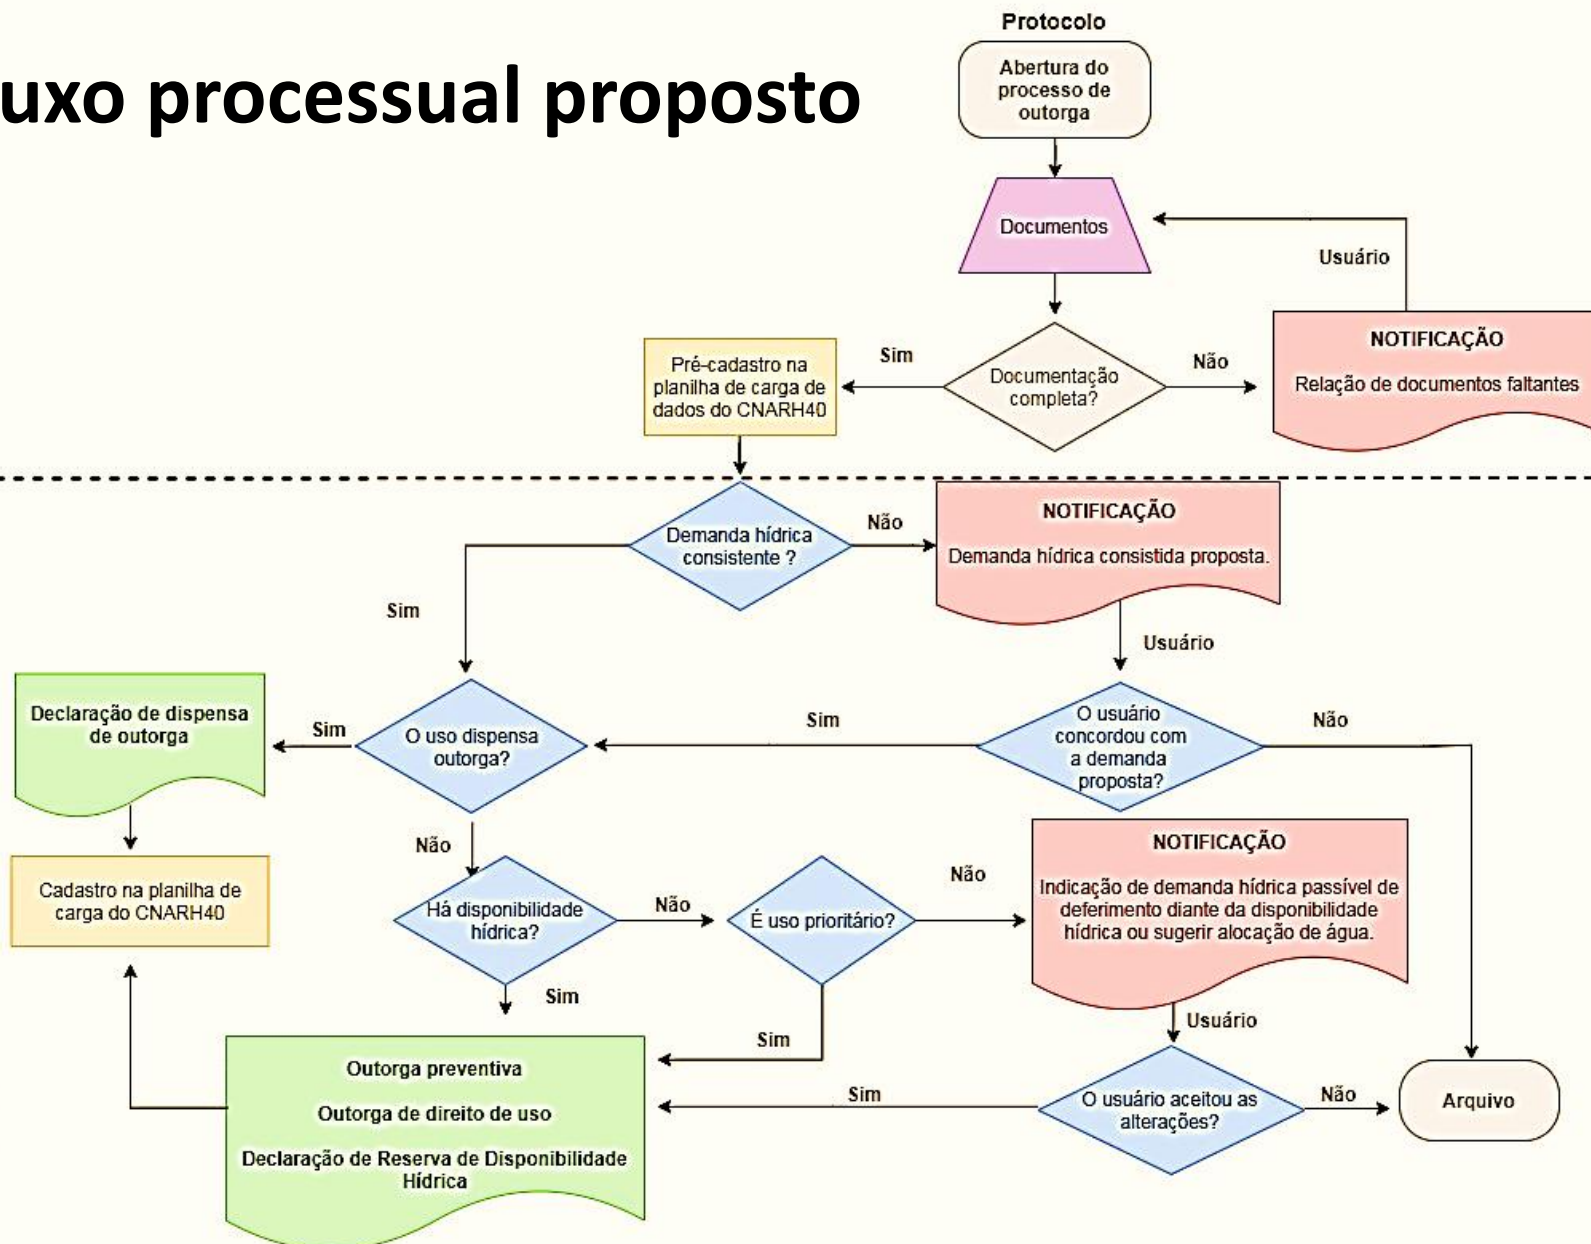 uxo processual proposto
Protocolo
Abertura do
processo de
outorga
Documentos
Usuário
NOTIFICAÇÃO
Relação de documentos faltantes
Não
Documentação
completa?
Sim
Pré-cadastro na
planilha de carga de
dados do CNARH40
Demanda hídrica
consistente ?
Não
NOTIFICAÇÃO
Demanda hídrica consistida proposta.
Sim
Usuário
Declaração de dispensa
de outorga
Sim
O uso dispensa
outorga?
Sim
O usuário
concordou com
a demanda
proposta?
Não
Cadastro na planilha de
carga do CNARH40
Não
Há disponibilidade
hídrica?
Não
É uso prioritário?
Não
NOTIFICAÇÃO
Indicação de demanda hídrica passível de
deferimento diante da disponibilidade
hídrica ou sugerir alocação de água.
Sim
Sim
Usuário
Outorga preventiva
Outorga de direito de uso
Declaração de Reserva de Disponibilidade
Hídrica
Sim
O usuário aceitou as
alterações?
Não
Arquivo